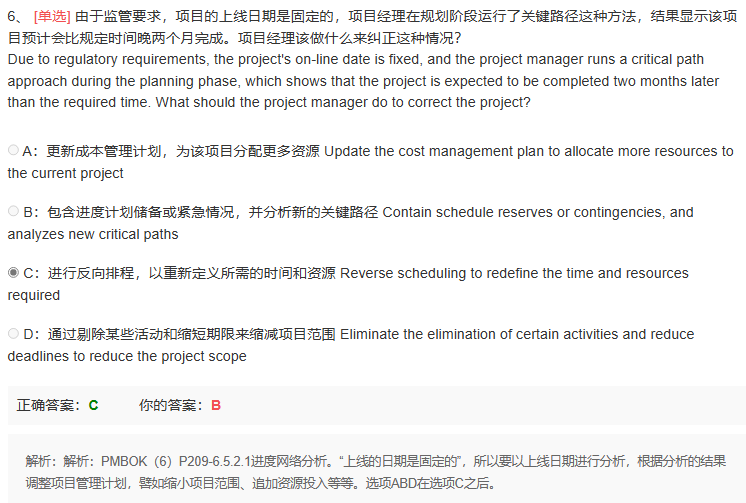 6、 [单选] 由于监管要求，项目的上线日期是固定的，项目经理在规划阶段运行了关键路径这种方法，结果显示该项
目预计会比规定时间晚两个月完成。项目经理该做什么来纠正这种情况?
Due to regulatory requirements, the project's on-line date is fixed, and the project manager runs a critical path
approach during the planning phase, which shows that the project is expected to be completed two months later
than the required time. What should the project manager do to correct the project?
A：更新成本管理计划，为该项目分配更多资源 Update the cost management plan to allocate more resources to
the current project
B：包含进度计划储备或紧急情况，并分析新的关键路径 Contain schedule reserves or contingencies, and
analyzes new critical paths
C：进行反向排程，以重新定义所需的时间和资源 Reverse scheduling to redefine the time and resources
required
D：通过剔除某些活动和缩短期限来缩减项目范围 Eliminate the elimination of certain activities and reduce
deadlines to reduce the project scope
正确答案：C 你的答案：B
解析：解析：PMBOK（6）P209-6.5.2.1进度网络分析。“上线的日期是固定的”，所以要以上线日期进行分析，根据分析的结果
调整项目管理计划，譬如缩小项目范围、追加资源投入等等。选项ABD在选项C之后。